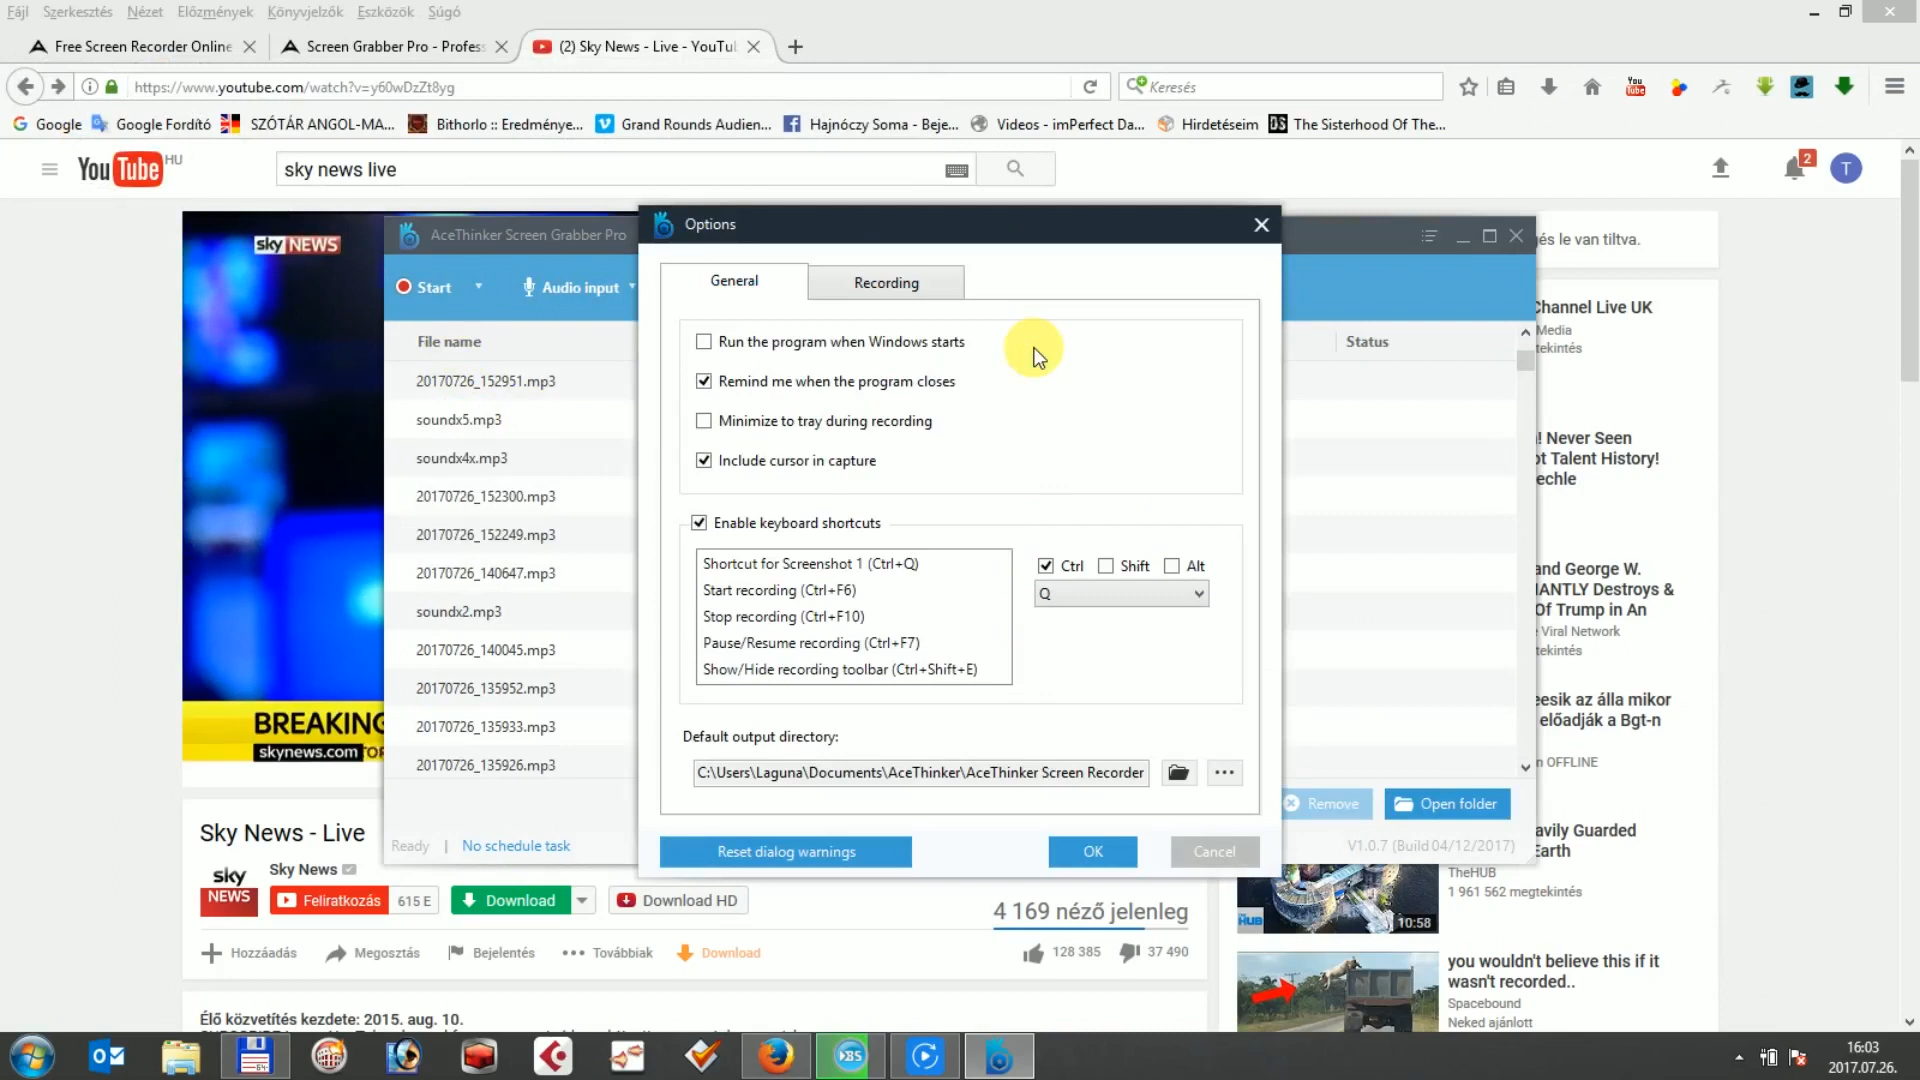 Fájl Szerkesztés Nézet Előzmények Könyvjelzők Eszközök Súgó
Free Screen Recorder Online
Screen Grabber Pro - Profess
(2) Sky News - Live - YouTu
https://www.youtube.com/watch?v=y60wDzZt8yg
Keresés
Google
Google Fordító
SZÓTÁR ANGOL-MA...
Bithorlo :: Eredménye...
Grand Rounds Audien...
Hajnóczy Soma - Beje...
Videos - imPerfect Da...
Hirdetéseim
The Sisterhood Of The...
YouTube HU
sky news live
2
T
sky NEWS
AceThinker Screen Grabber Pro
Options
és le van tiltva.
Start
Audio input
General
Recording
File name
Status
20170726_152951.mp3
soundx5.mp3
soundx4x.mp3
20170726_152300.mp3
20170726_152249.mp3
20170726_140647.mp3
soundx2.mp3
20170726_140045.mp3
20170726_135952.mp3
20170726_135933.mp3
20170726_135926.mp3
Run the program when Windows starts
Remind me when the program closes
Minimize to tray during recording
Include cursor in capture
Enable keyboard shortcuts
Shortcut for Screenshot 1 (Ctrl+Q)
Start recording (Ctrl+F6)
Stop recording (Ctrl+F10)
Pause/Resume recording (Ctrl+F7)
Show/Hide recording toolbar (Ctrl+Shift+E)
Ctrl Shift Alt
Q
Default output directory:
C:\Users\Laguna\Documents\AceThinker\AceThinker Screen Recorder
...
Reset dialog warnings
OK
Cancel
Remove
Open folder
Ready | No schedule task
V1.0.7 (Build 04/12/2017)
BREAKING
skynews.com
Channel Live UK
Media
tekintés
! Never Seen
ot Talent History!
echle
and George W.
IANTLY Destroys &
Of Trump in An
Viral Network
tekintés
eesik az álla mikor
előadják a Bgt-n
OFFLINE
avily Guarded
Earth
TheHUB
1 961 562 megtekintés
HUB
10:58
you wouldn't believe this if it
wasn't recorded..
Spacebound
Neked ajánlott
Sky News - Live
sky NEWS
Sky News
Feliratkozás 615 E
Download
Download HD
4 169 néző jelenleg
Hozzáadás
Megosztás
Bejelentés
Továbbiak
Download
128 385
37 490
Élő közvetítés kezdete: 2015. aug. 10.
64
BBS
16:03
2017.07.26.